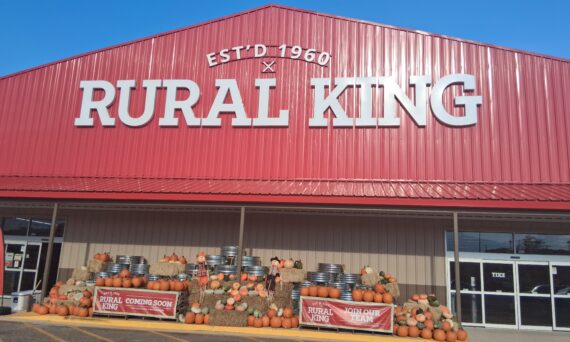 EST'D 1960
RURAL KING
RURAL KING
COMING SOON
RURAL KING
JOIN OUR TEAM